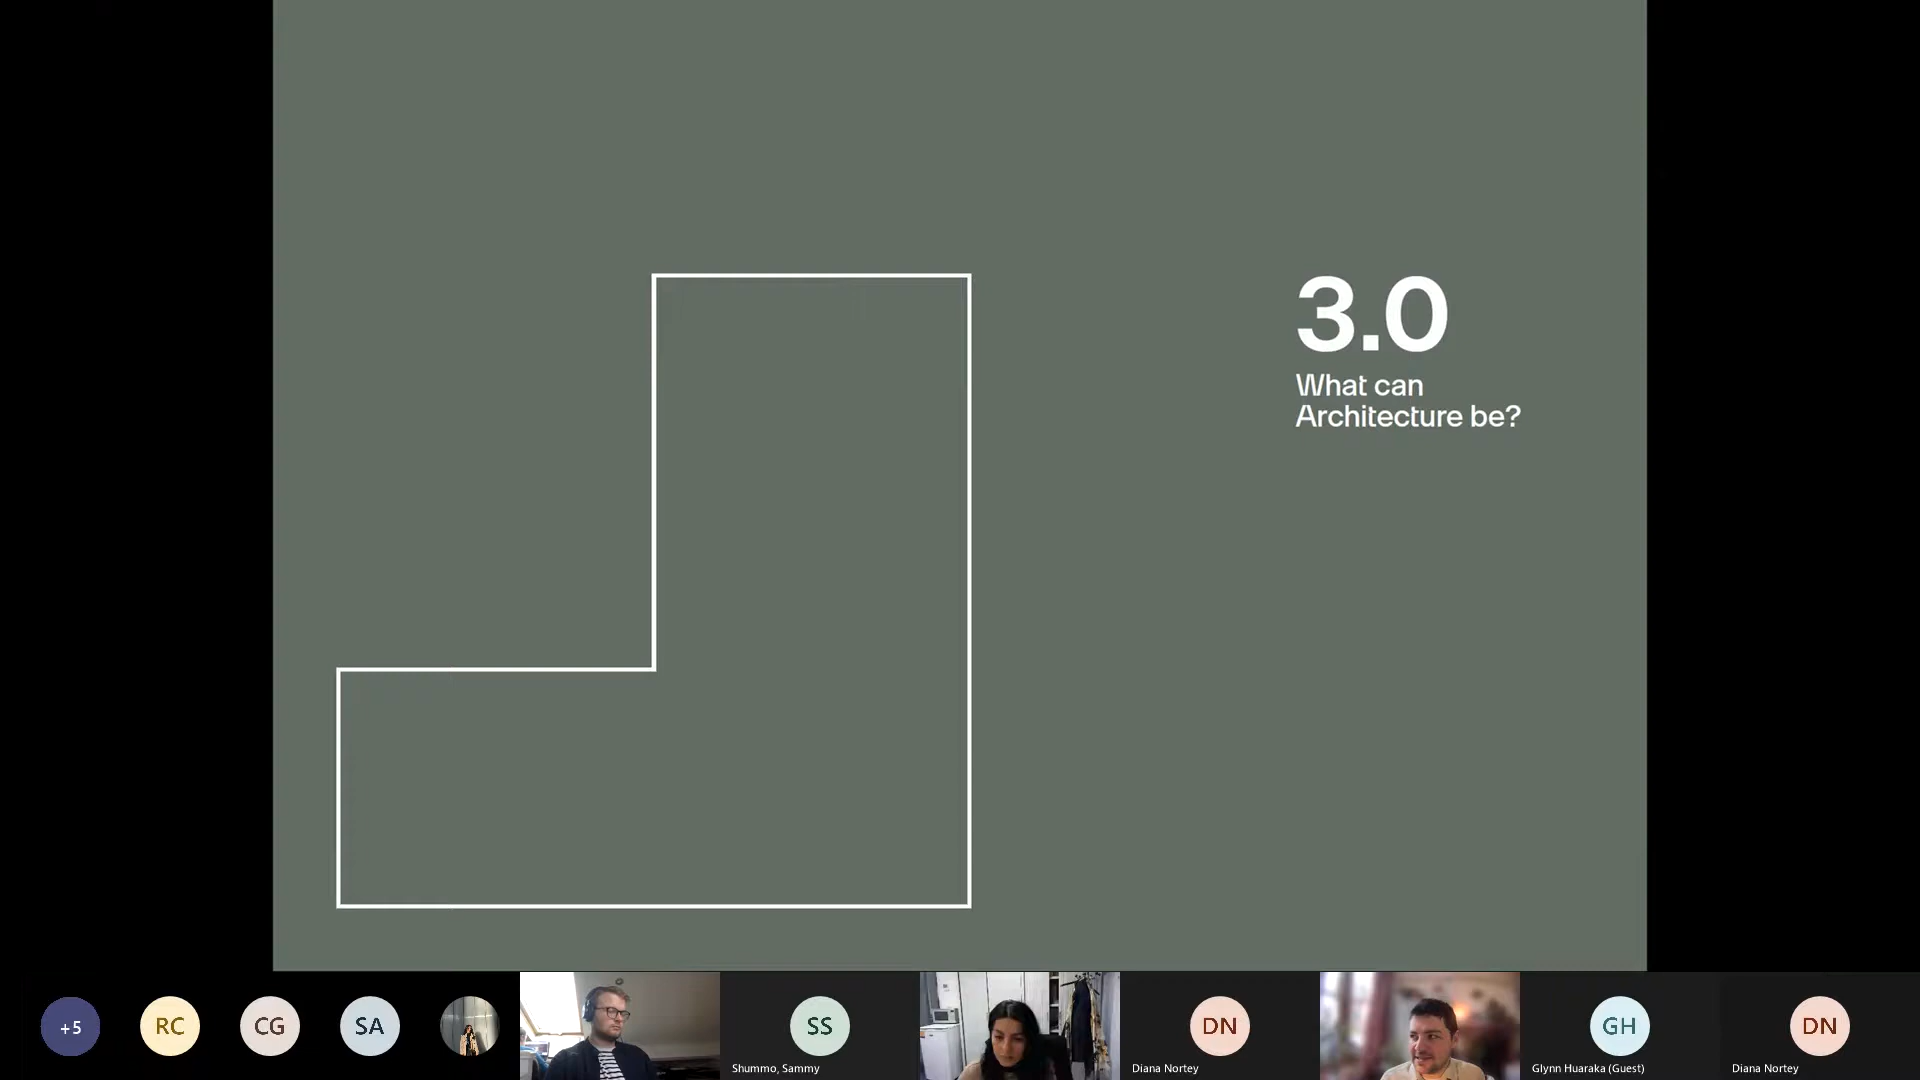 3.0
What can
Architecture be?
+5
RC
CG
SA
SS
Shummo, Sammy
DN
Diana Nortey
GH
Glynn Huaraka (Guest)
DN
Diana Nortey